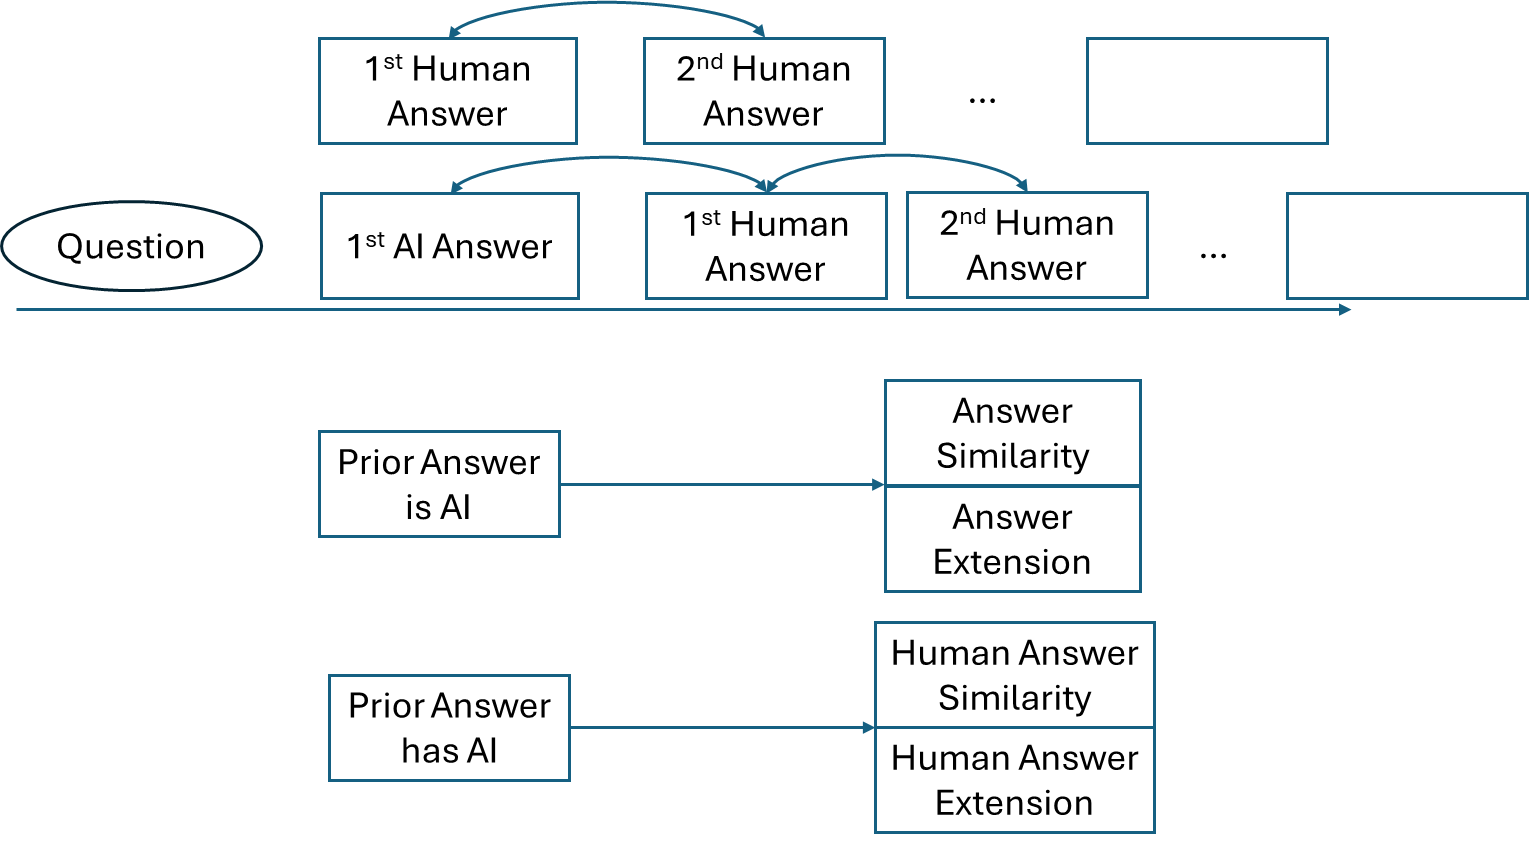 1st Human
Answer
2nd Human
Answer
...
Question
1st AI Answer
1st Human
Answer
2nd Human
Answer
...
Prior Answer
is AI
Answer
Similarity
Answer
Extension
Prior Answer
has AI
Human Answer
Similarity
Human Answer
Extension